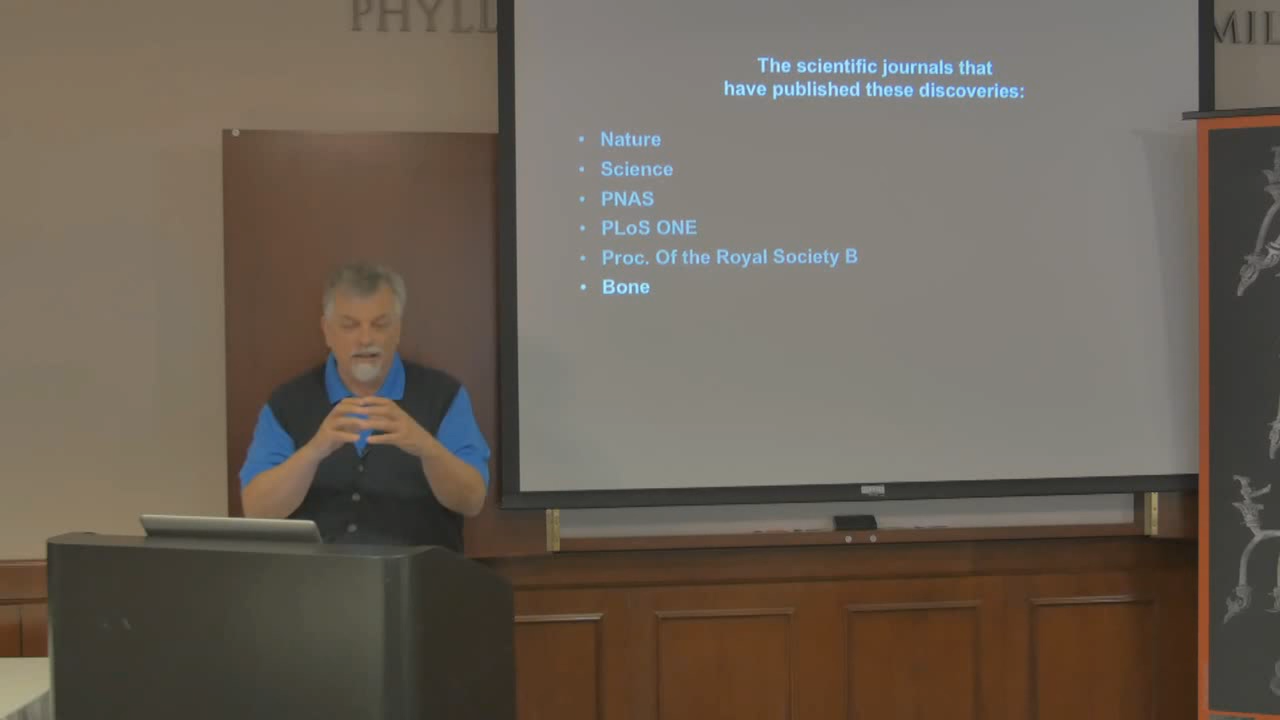 PHYLL
MIL
The scientific journals that
have published these discoveries:
• Nature
• Science
• PNAS
• PLoS ONE
• Proc. Of the Royal Society B
• Bone